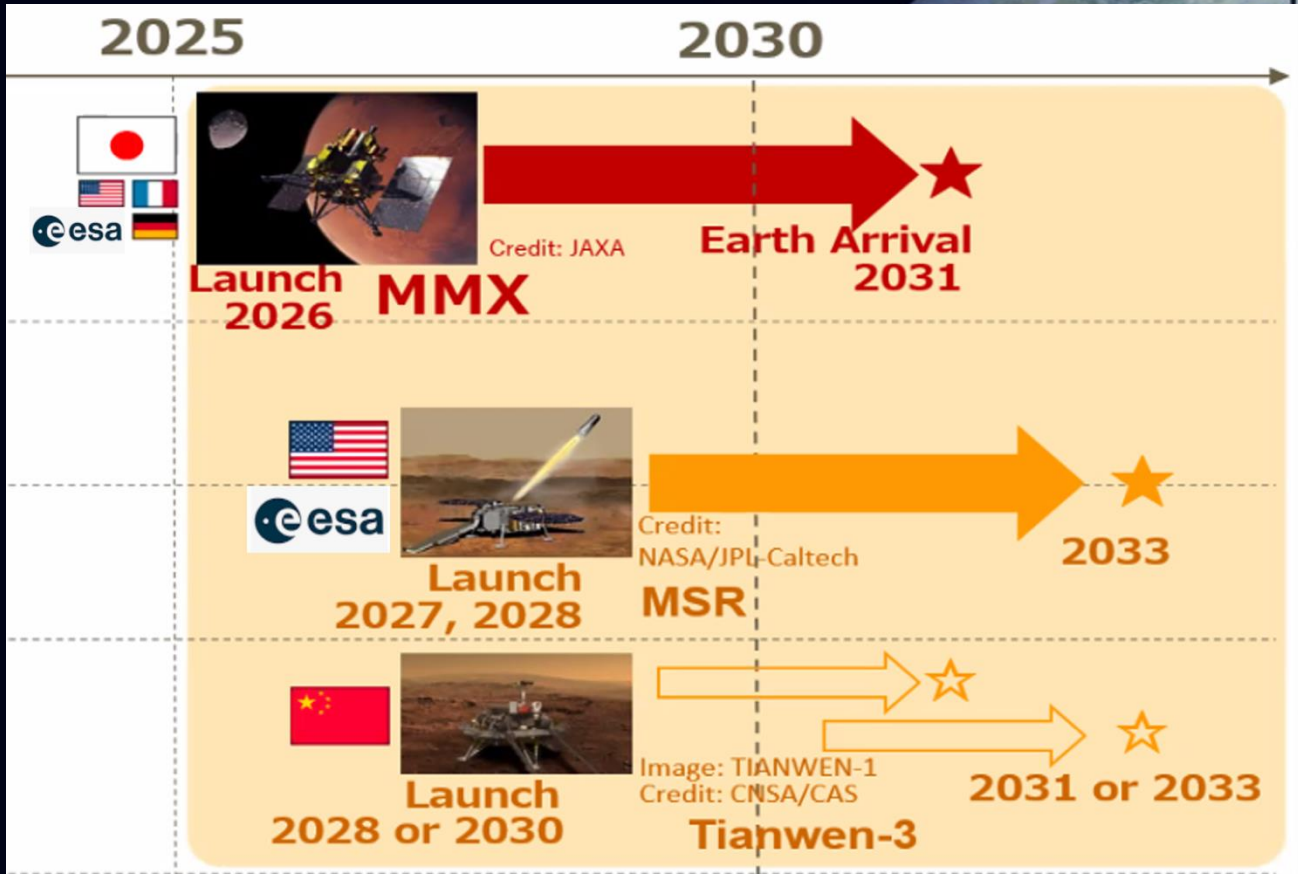 2025
2030
esa
Credit: JAXA
Launch
2026
MMX
Earth Arrival
2031
esa
Credit:
NASA/JPL-Caltech
Launch
2027, 2028
MSR
2033
Image: TIANWEN-1
Credit: CNSA/CAS
Launch
2028 or 2030
Tianwen-3
2031 or 2033